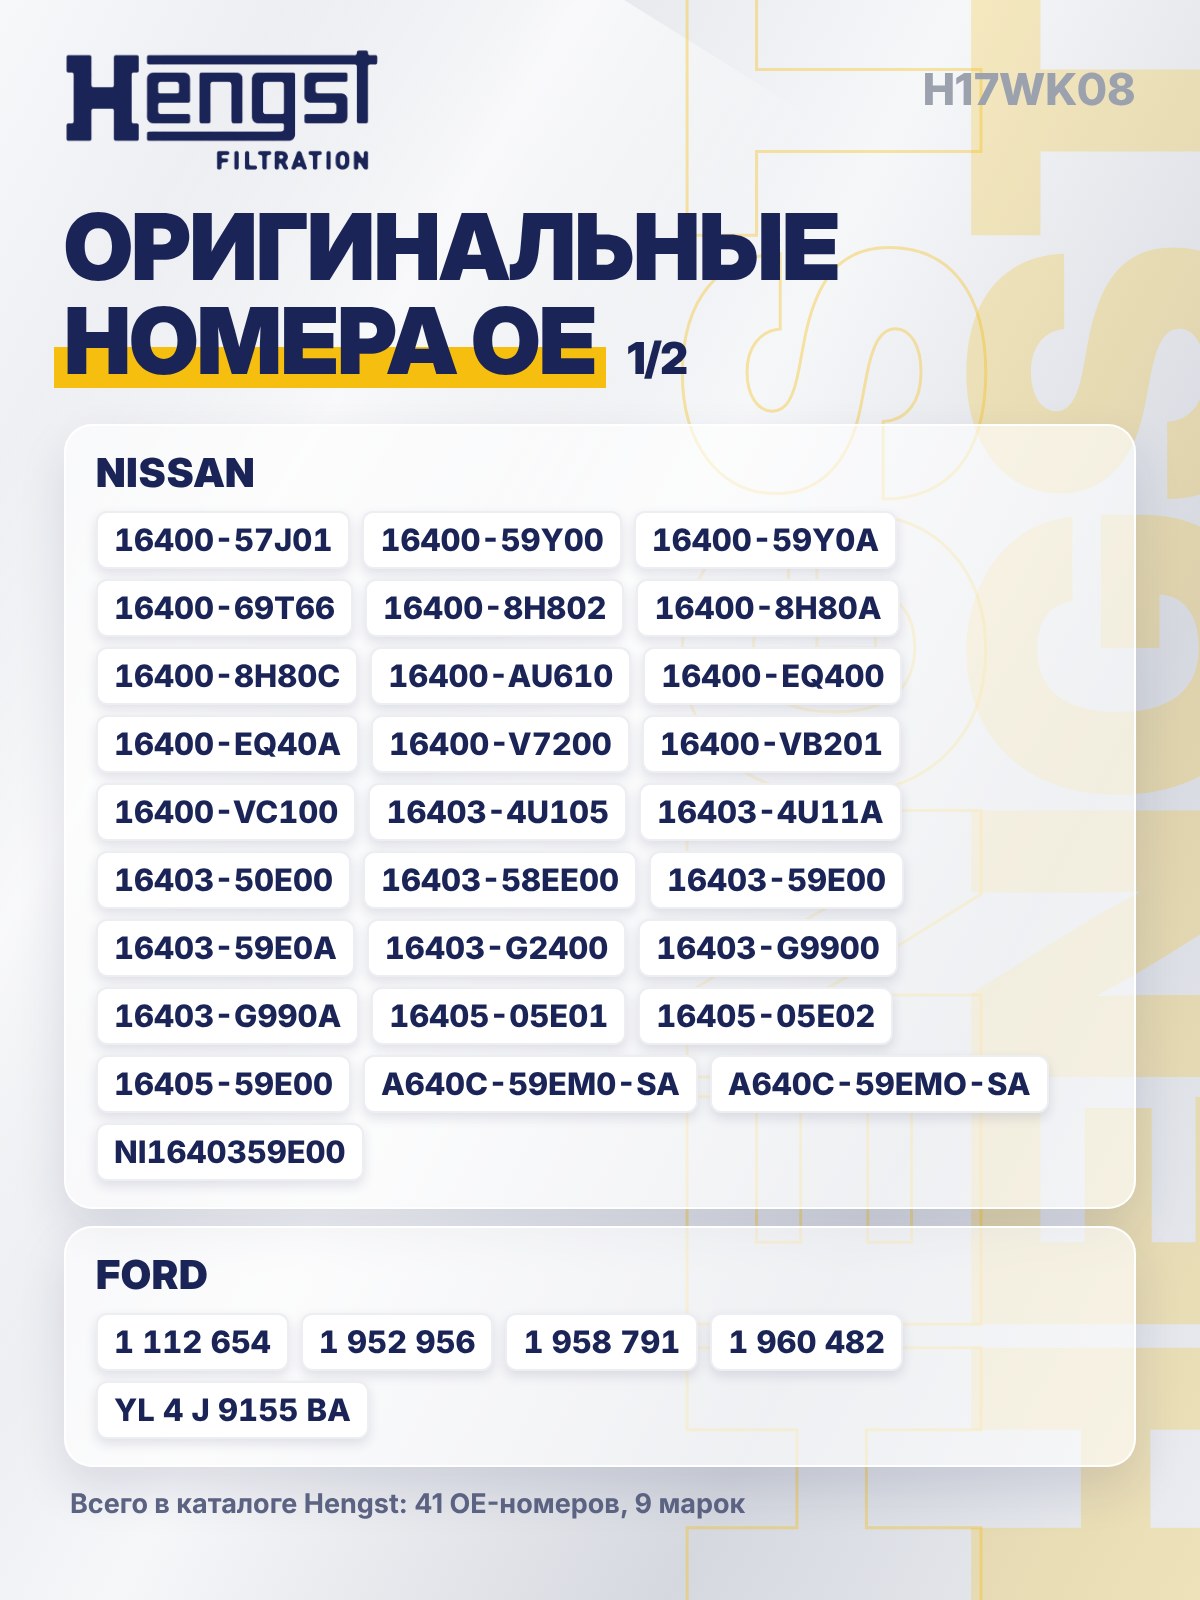 Hengst
FILTRATION
H17WK08
ОРИГИНАЛЬНЫЕ
НОМЕРА OE 1/2
NISSAN
16400-57J01 16400-59Y00 16400-59Y0A
16400-69T66 16400-8H802 16400-8H80A
16400-8H80C 16400-AU610 16400-EQ400
16400-EQ40A 16400-V7200 16400-VB201
16400-VC100 16403-4U105 16403-4U11A
16403-50E00 16403-58EE00 16403-59E00
16403-59E0A 16403-G2400 16403-G9900
16403-G990A 16405-05E01 16405-05E02
16405-59E00 A640C-59EM0-SA A640C-59EMO-SA
NI1640359E00
FORD
1 112 654 1 952 956 1 958 791 1 960 482
YL 4 J 9155 BA
Всего в каталоге Hengst: 41 OE-номеров, 9 марок
HENGST